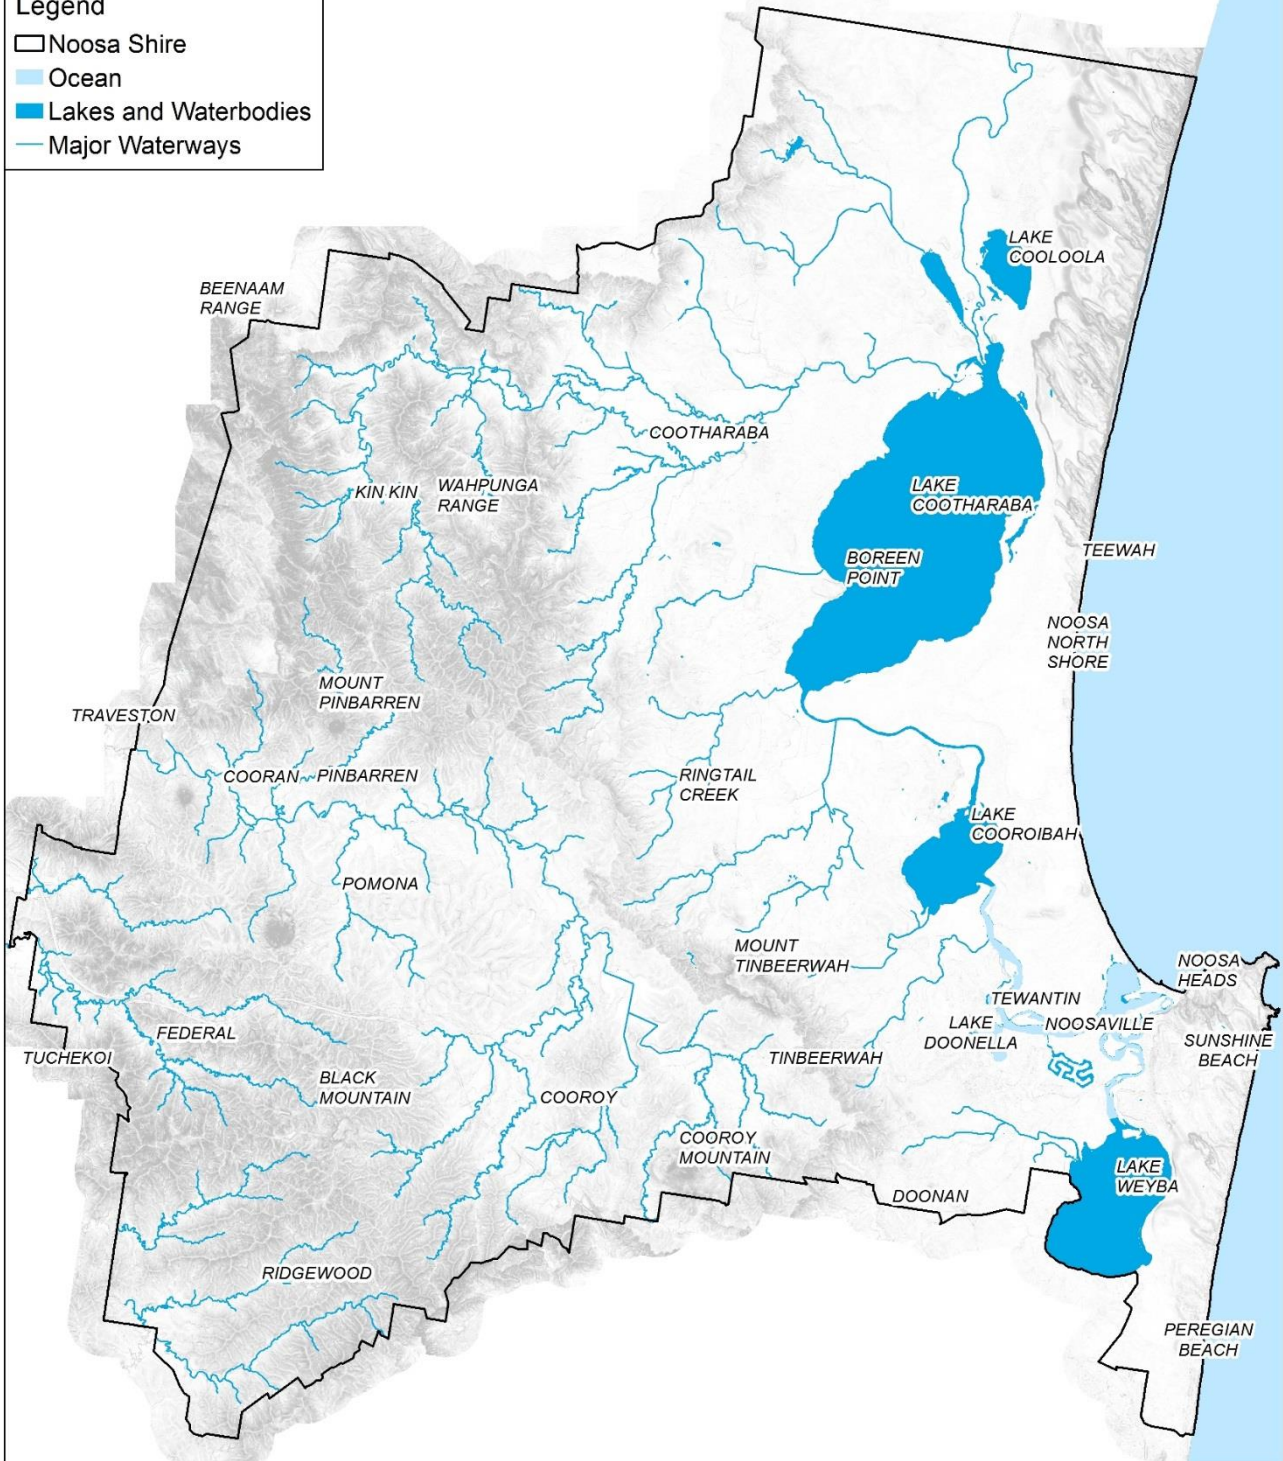 Legend
Noosa Shire
Ocean
Lakes and Waterbodies
Major Waterways
LAKE
COOLOOLA
BEENAAM
RANGE
COOTHARABA
KIN KIN
WAHPUNGA
RANGE
LAKE
COOTHARABA
BOREEN
POINT
TEEWAH
NOOSA
NORTH
SHORE
MOUNT
PINBARREN
TRAVESTON
COORAN
PINBARREN
RINGTAIL
CREEK
LAKE
COOROIBAH
POMONA
MOUNT
TINBEERWAH
NOOSA
HEADS
TEWANTIN
LAKE
DOONELLA
NOOSAVILLE
SUNSHINE
BEACH
FEDERAL
TUCHEKOI
TINBEERWAH
BLACK
MOUNTAIN
COOROY
COOROY
MOUNTAIN
LAKE
WEYBA
DOONAN
RIDGEWOOD
PEREGIAN
BEACH